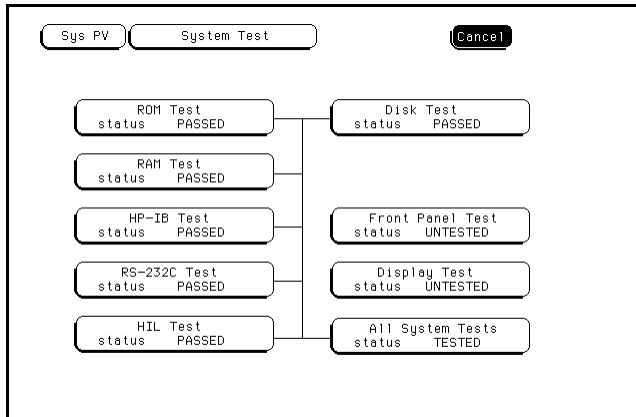 Sys PV System Test Cancel
ROM Test
status PASSED
Disk Test
status PASSED
RAM Test
status PASSED
HP-IB Test
status PASSED
Front Panel Test
status UNTESTED
RS-232C Test
status PASSED
Display Test
status UNTESTED
HIL Test
status PASSED
All System Tests
status TESTED